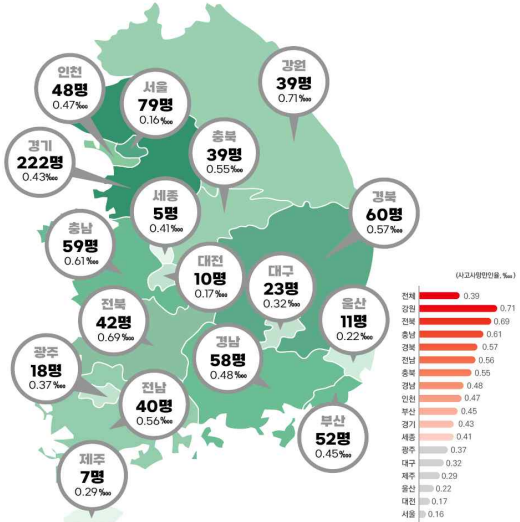 인천
48명
0.47‱
서울
79명
0.16‱
강원
39명
0.71‱
경기
222명
0.43‱
충북
39명
0.55‱
세종
5명
0.41‱
경북
60명
0.57‱
충남
59명
0.61‱
대전
10명
0.17‱
대구
23명
0.32‱
울산
11명
0.22‱
전북
42명
0.69‱
경남
58명
0.48‱
광주
18명
0.37‱
전남
40명
0.56‱
부산
52명
0.45‱
제주
7명
0.29‱
(사고사망만인율, ‱)
전체 0.39
강원 0.71
전북 0.69
충남 0.61
경북 0.57
전남 0.56
충북 0.55
경남 0.48
인천 0.47
부산 0.45
경기 0.43
세종 0.41
광주 0.37
대구 0.32
제주 0.29
울산 0.22
대전 0.17
서울 0.16